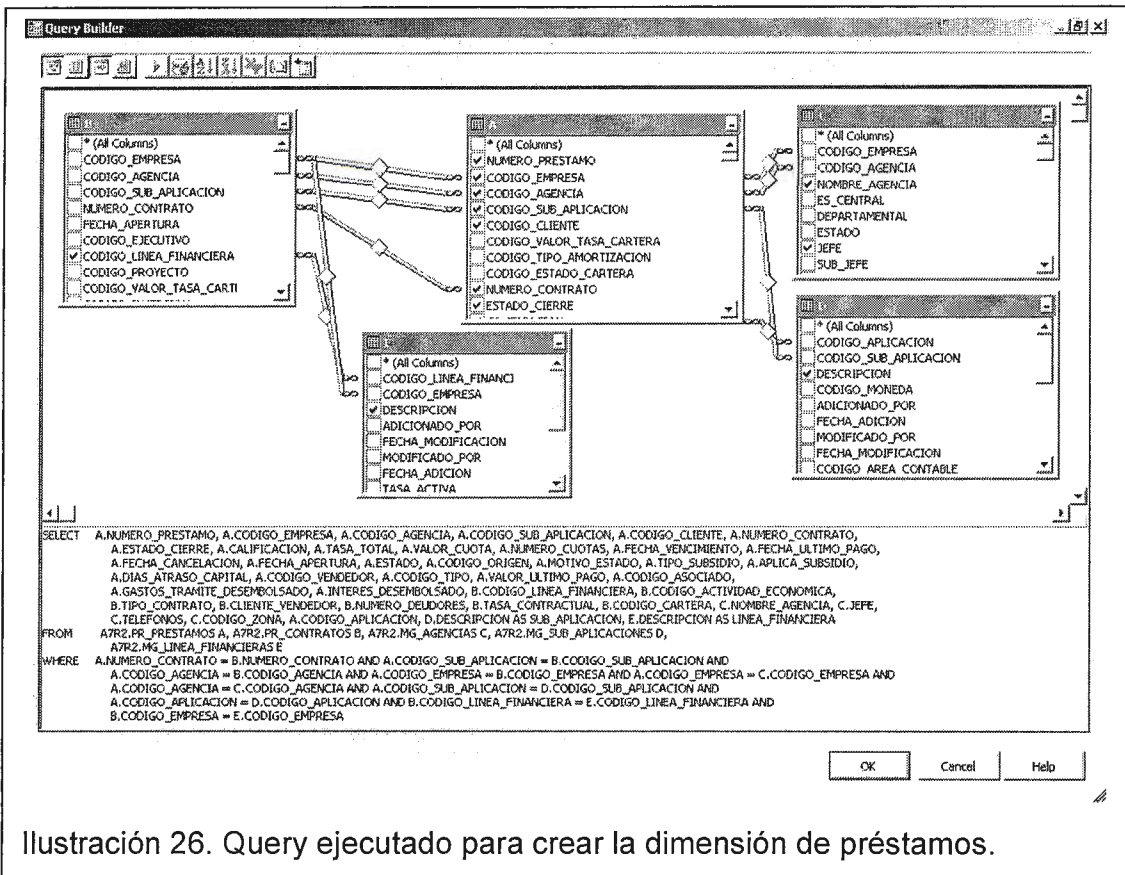 Query Builder
B
* (All Columns)
CODIGO_EMPRESA
CODIGO_AGENCIA
CODIGO_SUB_APLICACION
NUMERO_CONTRATO
FECHA_APERTURA
CODIGO_EJECUTIVO
CODIGO_LINEA_FINANCIERA
CODIGO_PROYECTO
CODIGO_VALOR_TASA_CARTI
A
* (All Columns)
NUMERO_PRESTAMO
CODIGO_EMPRESA
CODIGO_AGENCIA
CODIGO_SUB_APLICACION
CODIGO_CLIENTE
CODIGO_VALOR_TASA_CARTERA
CODIGO_TIPO_AMORTIZACION
CODIGO_ESTADO_CARTERA
NUMERO_CONTRATO
ESTADO_CIERRE
* (All Columns)
CODIGO_EMPRESA
CODIGO_AGENCIA
NOMBRE_AGENCIA
ES_CENTRAL
DEPARTAMENTAL
ESTADO
JEFE
SUB_JEFE
* (All Columns)
CODIGO_LINEA_FINANCI
CODIGO_EMPRESA
DESCRIPCION
ADICIONADO_POR
FECHA_MODIFICACION
MODIFICADO_POR
FECHA_ADICION
TASA_ACTIVA
* (All Columns)
CODIGO_APLICACION
CODIGO_SUB_APLICACION
DESCRIPCION
CODIGO_MONEDA
ADICIONADO_POR
FECHA_ADICION
MODIFICADO_POR
FECHA_MODIFICACION
CODIGO_AREA_CONTABLE
SELECT A.NUMERO_PRESTAMO, A.CODIGO_EMPRESA, A.CODIGO_AGENCIA, A.CODIGO_SUB_APLICACION, A.CODIGO_CLIENTE, A.NUMERO_CONTRATO,
A.ESTADO_CIERRE, A.CALIFICACION, A.TASA_TOTAL, A.VALOR_CUOTA, A.NUMERO_CUOTAS, A.FECHA_VENCIMIENTO, A.FECHA_ULTIMO_PAGO,
A.FECHA_CANCELACION, A.FECHA_APERTURA, A.ESTADO, A.CODIGO_ORIGEN, A.MOTIVO_ESTADO, A.TIPO_SUBSIDIO, A.APLICA_SUBSIDIO,
A.DIAS_ATRASO_CAPITAL, A.CODIGO_VENDEDOR, A.CODIGO_TIPO, A.VALOR_ULTIMO_PAGO, A.CODIGO_ASOCIADO,
A.GASTOS_TRAMITE_DESEMBOLSADO, A.INTERES_DESEMBOLSADO, B.CODIGO_LINEA_FINANCIERA, B.CODIGO_ACTIVIDAD_ECONOMICA,
B.TIPO_CONTRATO, B.CLIENTE_VENDEDOR, B.NUMERO_DEUDORES, B.TASA_CONTRACTUAL, B.CODIGO_CARTERA, C.NOMBRE_AGENCIA, C.JEFE,
C.TELEFONOS, C.CODIGO_ZONA, A.CODIGO_APLICACION, D.DESCRIPCION AS SUB_APLICACION, E.DESCRIPCION AS LINEA_FINANCIERA
FROM A7R2.PR_PRESTAMOS A, A7R2.PR_CONTRATOS B, A7R2.MG_AGENCIAS C, A7R2.MG_SUB_APLICACIONES D,
A7R2.MG_LINEA_FINANCIERAS E
WHERE A.NUMERO_CONTRATO = B.NUMERO_CONTRATO AND A.CODIGO_SUB_APLICACION = B.CODIGO_SUB_APLICACION AND
A.CODIGO_AGENCIA = B.CODIGO_AGENCIA AND A.CODIGO_EMPRESA = B.CODIGO_EMPRESA AND A.CODIGO_EMPRESA = C.CODIGO_EMPRESA AND
A.CODIGO_AGENCIA = C.CODIGO_AGENCIA AND A.CODIGO_SUB_APLICACION = D.CODIGO_SUB_APLICACION AND
A.CODIGO_APLICACION = D.CODIGO_APLICACION AND B.CODIGO_LINEA_FINANCIERA = E.CODIGO_LINEA_FINANCIERA AND
B.CODIGO_EMPRESA = E.CODIGO_EMPRESA
OK Cancel Help
Ilustración 26. Query ejecutado para crear la dimensión de préstamos.